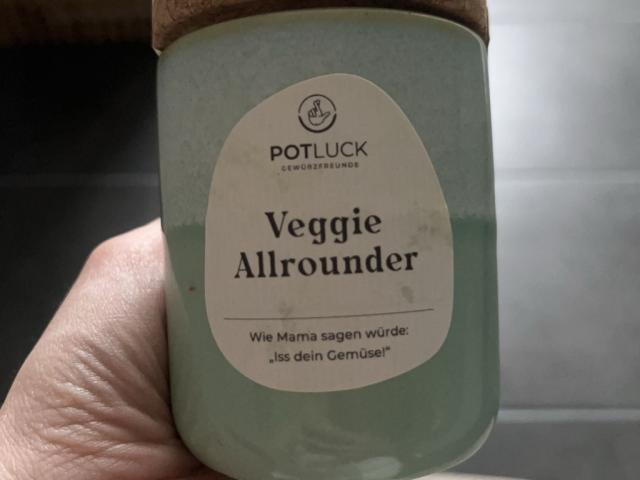 POTLUCK
GEWÜRZFREUNDE
Veggie
Allrounder
Wie Mama sagen würde:
„Iss dein Gemüse!“